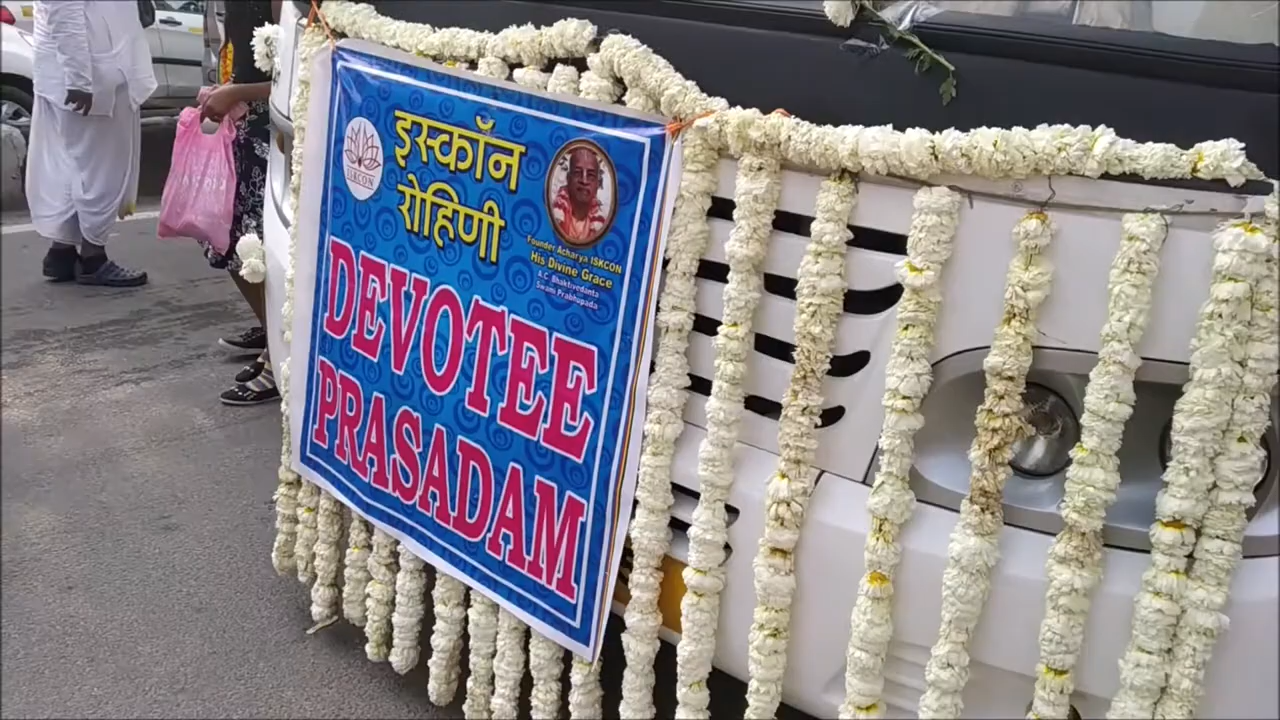 इस्कॉन
रोहिणी
ISKCON
Founder Acharya ISKCON
His Divine Grace
A.C. Bhaktivedanta
Swami Prabhupada
DEVOTEE
PRASADAM